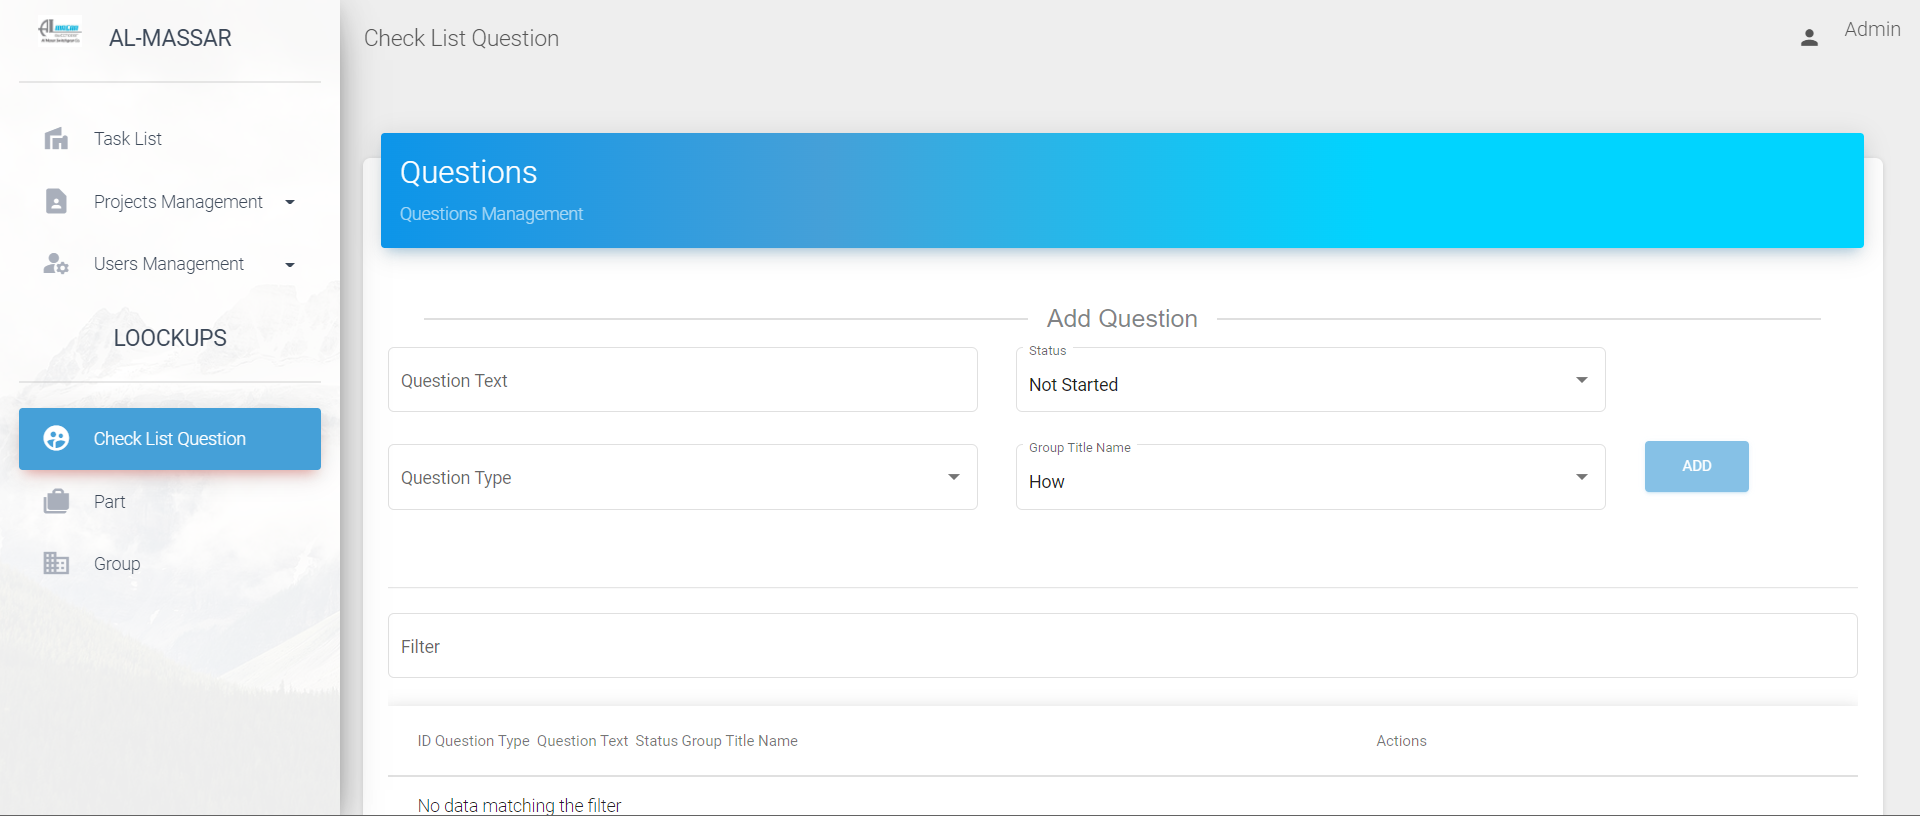 AL-MASSAR
Task List
Projects Management
Users Management
LOOCKUPS
Check List Question
Part
Group
Check List Question
Admin
Questions
Questions Management
Add Question
Question Text
Status
Not Started
Question Type
Group Title Name
How
ADD
Filter
ID Question Type Question Text Status Group Title Name Actions
No data matching the filter